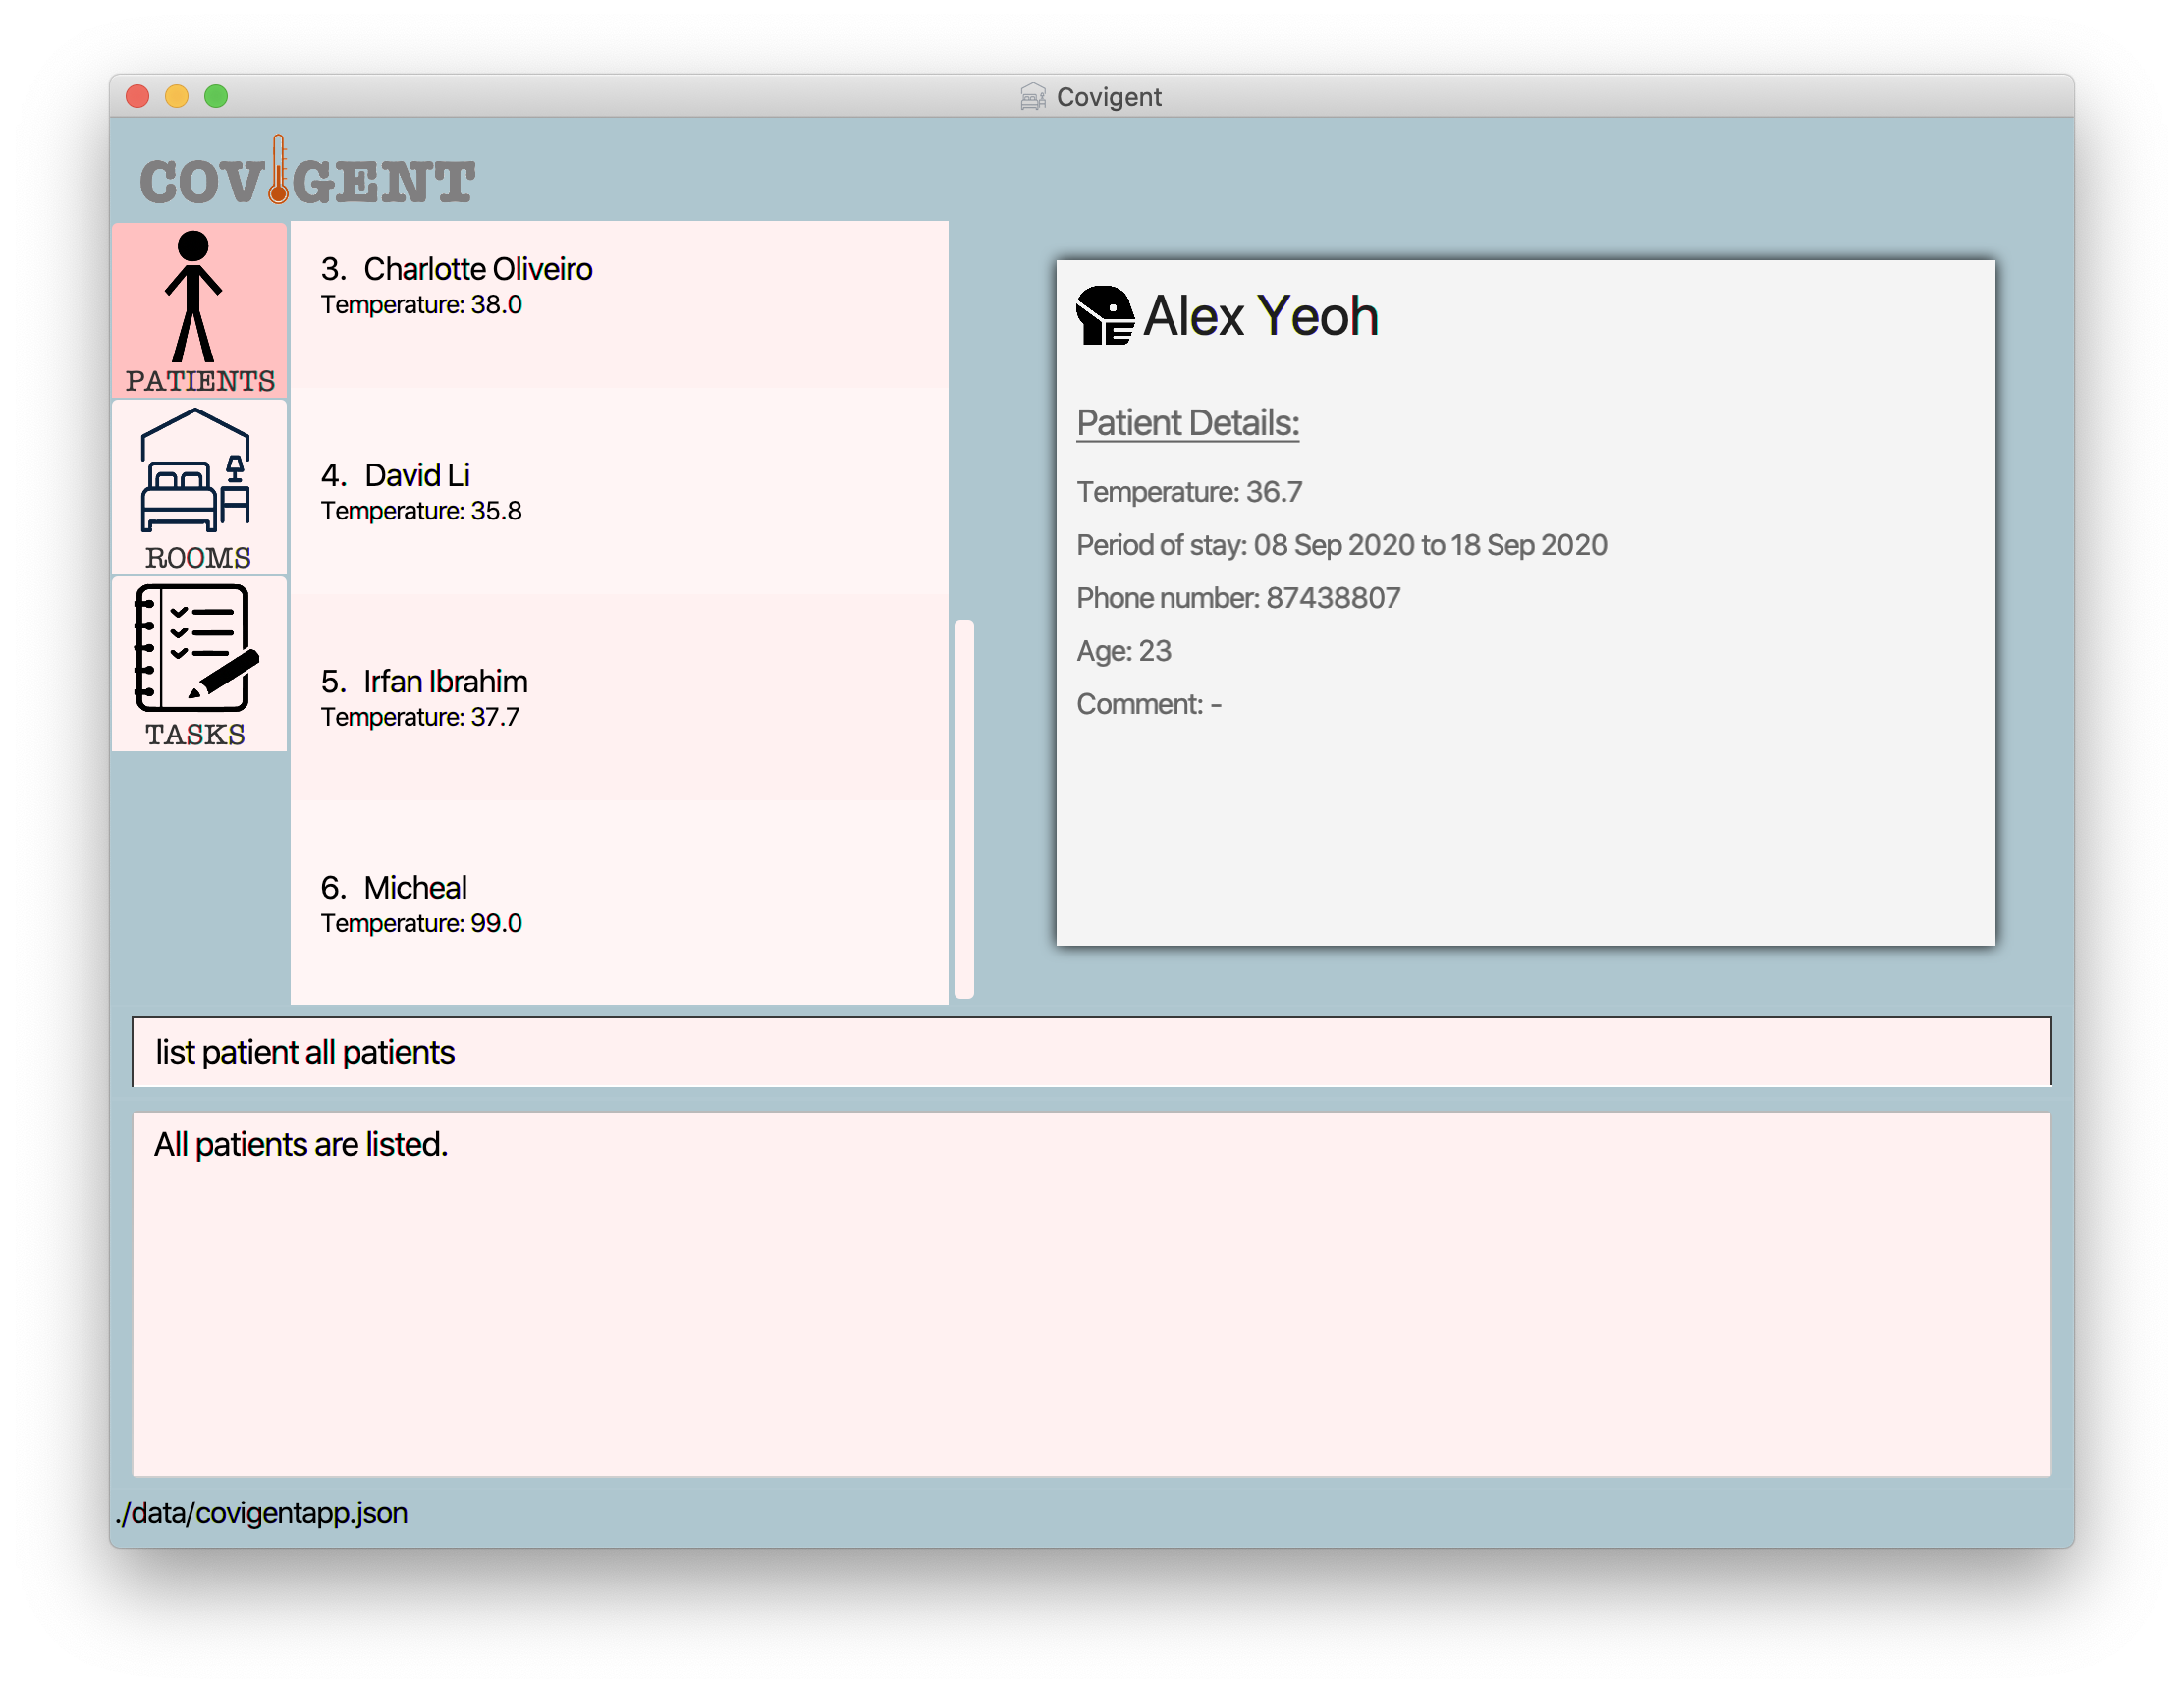 Covigent
COVIGENT
PATIENTS
ROOMS
TASKS
3. Charlotte Oliveiro
Temperature: 38.0
4. David Li
Temperature: 35.8
5. Irfan Ibrahim
Temperature: 37.7
6. Micheal
Temperature: 99.0
Alex Yeoh
Patient Details:
Temperature: 36.7
Period of stay: 08 Sep 2020 to 18 Sep 2020
Phone number: 87438807
Age: 23
Comment: -
list patient all patients
All patients are listed.
./data/covigentapp.json